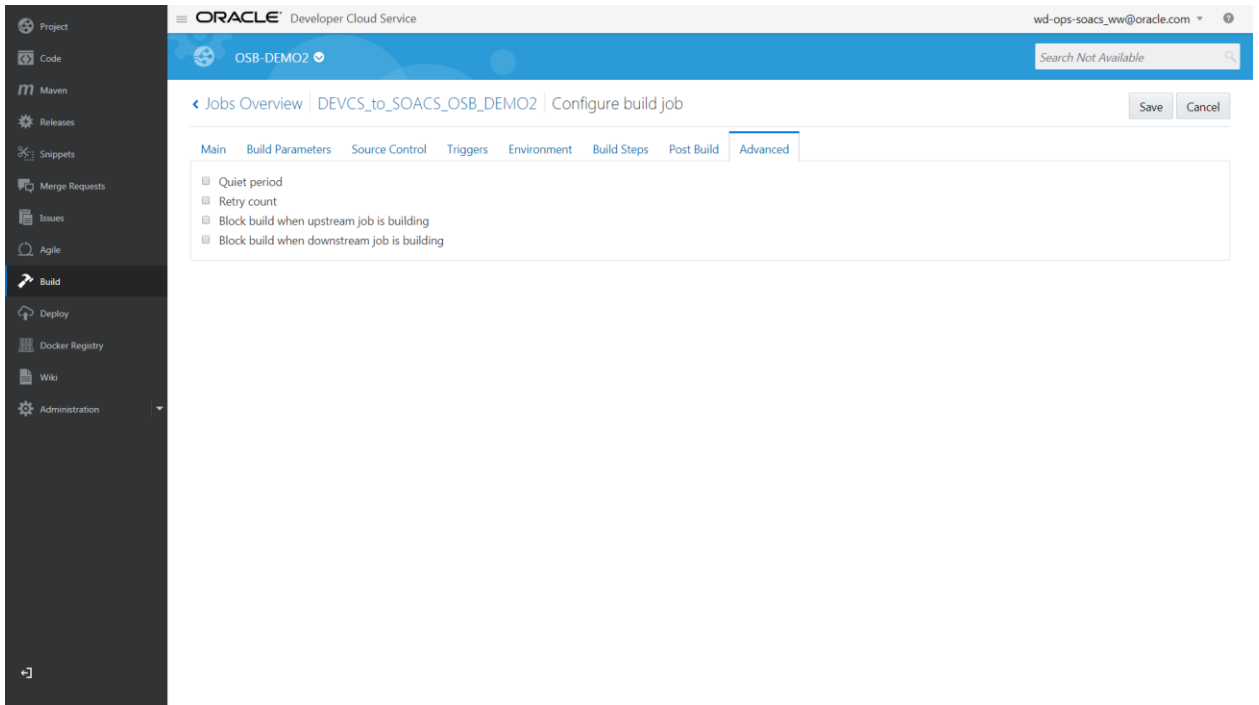 Project
Code
Maven
Releases
Snippets
Merge Requests
Issues
Agile
Build
Deploy
Docker Registry
Wiki
Administration
ORACLE® Developer Cloud Service
wd-ops-soacs_ww@oracle.com
OSB-DEMO2
Search Not Available
Jobs Overview DEVCS_to_SOACS_OSB_DEMO2 Configure build job
Save Cancel
Main Build Parameters Source Control Triggers Environment Build Steps Post Build Advanced
Quiet period
Retry count
Block build when upstream job is building
Block build when downstream job is building